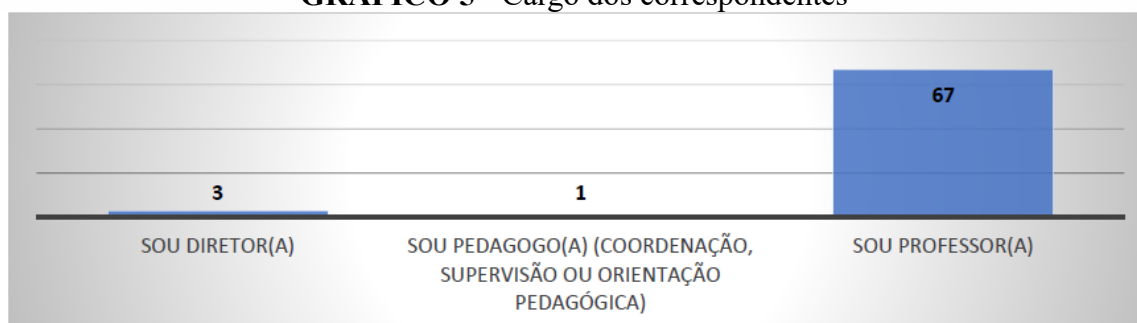 GRÁFICO 3 - Cargo dos correspondentes
3 1 67
SOU DIRETOR(A)
SOU PEDAGOGO(A) (COORDENAÇÃO,
SUPERVISÃO OU ORIENTAÇÃO
PEDAGÓGICA)
SOU PROFESSOR(A)